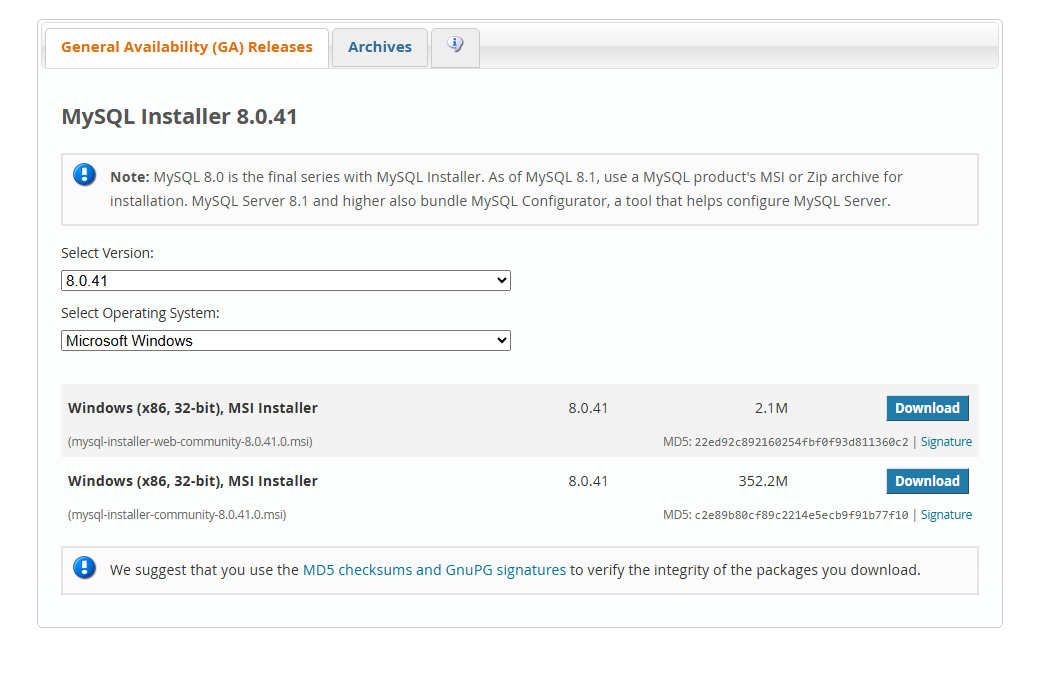 General Availability (GA) Releases
Archives
MySQL Installer 8.0.41
Note: MySQL 8.0 is the final series with MySQL Installer. As of MySQL 8.1, use a MySQL product's MSI or Zip archive for
installation. MySQL Server 8.1 and higher also bundle MySQL Configurator, a tool that helps configure MySQL Server.
Select Version:
8.0.41
Select Operating System:
Microsoft Windows
Windows (x86, 32-bit), MSI Installer 8.0.41 2.1M Download
(mysql-installer-web-community-8.0.41.0.msi) MD5: 22ed92c892160254fbf0f93d811360c2 | Signature
Windows (x86, 32-bit), MSI Installer 8.0.41 352.2M Download
(mysql-installer-community-8.0.41.0.msi) MD5: c2e89b80cf89c2214e5ecb9f91b77f10 | Signature
We suggest that you use the MD5 checksums and GnuPG signatures to verify the integrity of the packages you download.